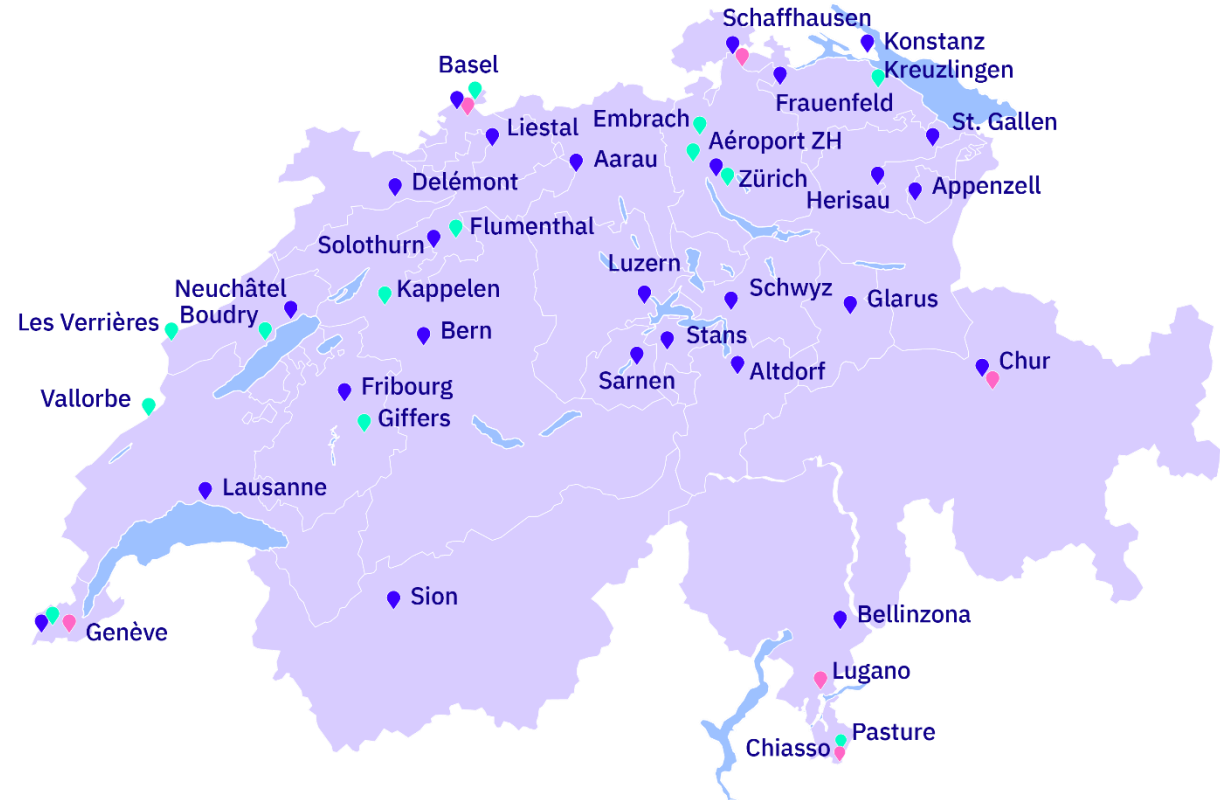 Schaffhausen
Konstanz
Basel
Kreuzlingen
Frauenfeld
Embrach
St. Gallen
Liestal
Aéroport ZH
Aarau
Zürich
Delémont
Appenzell
Herisau
Flumenthal
Solothurn
Luzern
Neuchâtel
Kappelen
Schwyz
Glarus
Boudry
Les Verrières
Bern
Stans
Chur
Altdorf
Sarnen
Fribourg
Vallorbe
Giffers
Lausanne
Sion
Bellinzona
Genève
Lugano
Pasture
Chiasso